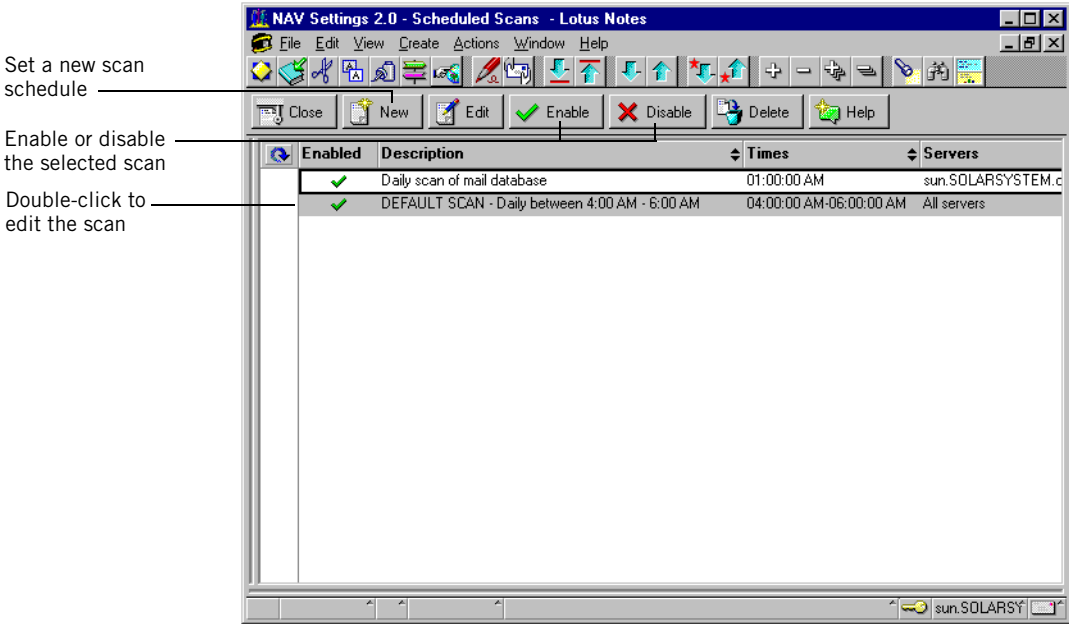 NAV Settings 2.0 - Scheduled Scans - Lotus Notes
File Edit View Create Actions Window Help
Set a new scan
schedule
Close New Edit Enable Disable Delete Help
Enable or disable
the selected scan
Enabled Description Times Servers
Daily scan of mail database 01:00:00 AM sun.SOLARSYSTEM.c
Double-click to
edit the scan
DEFAULT SCAN - Daily between 4:00 AM - 6:00 AM 04:00:00 AM-06:00:00 AM All servers
sun.SOLARSY